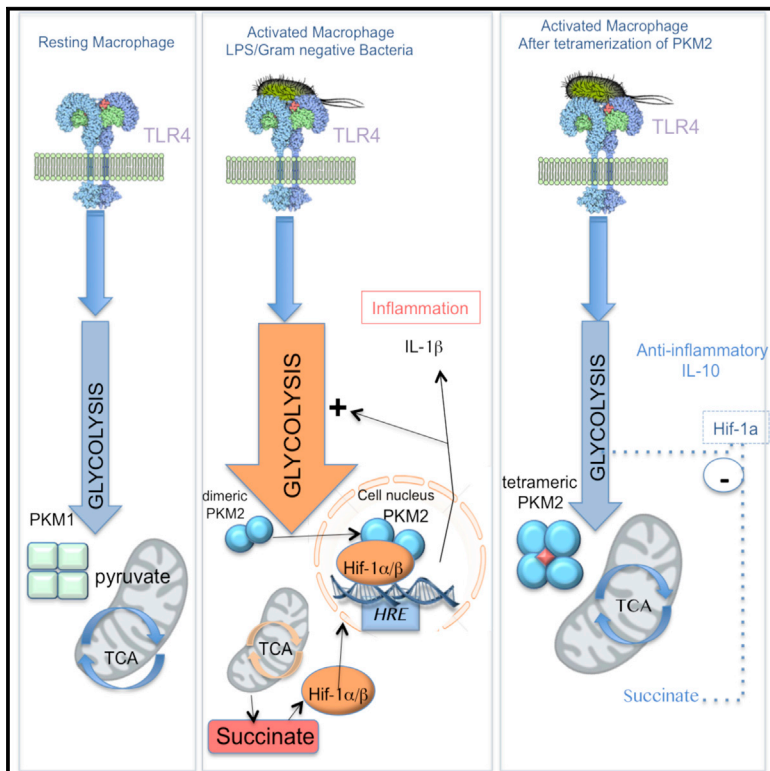 Resting Macrophage
TLR4
GLYCOLYSIS
PKM1
pyruvate
TCA
Activated Macrophage
LPS/Gram negative Bacteria
TLR4
Inflammation
IL-1β
GLYCOLYSIS
+
dimeric
PKM2
Cell nucleus
PKM2
Hif-1α/β
HRE
TCA
Hif-1α/β
Succinate
Activated Macrophage
After tetramerization of PKM2
TLR4
Anti-inflammatory
IL-10
GLYCOLYSIS
Hif-1a
-
tetrameric
PKM2
TCA
Succinate